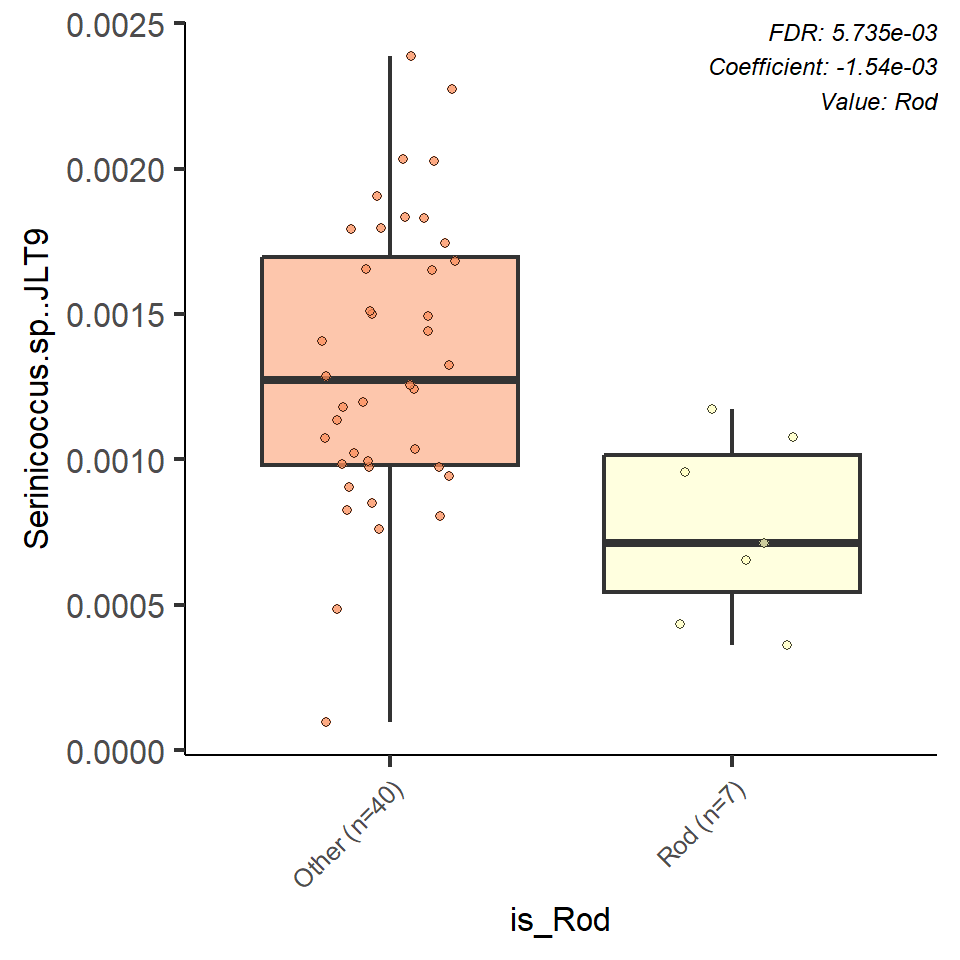 FDR: 5.735e-03
Coefficient: -1.54e-03
Value: Rod
Serinicoccus.sp..JLT9
0.0025
0.0020
0.0015
0.0010
0.0005
0.0000
Other (n=40)
Rod (n=7)
is_Rod